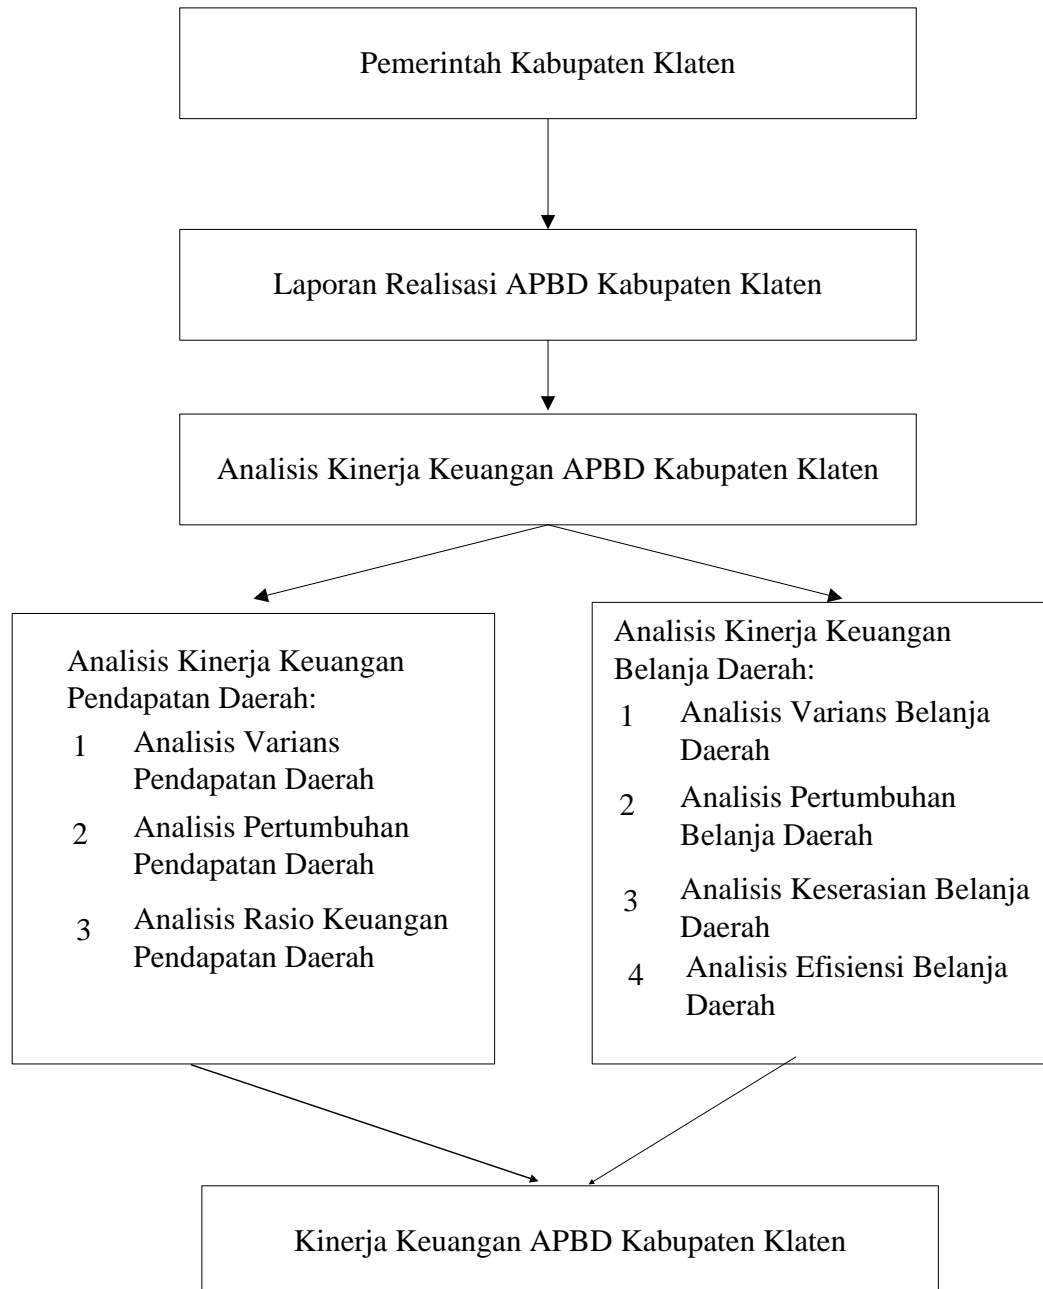 Pemerintah Kabupaten Klaten
Laporan Realisasi APBD Kabupaten Klaten
Analisis Kinerja Keuangan APBD Kabupaten Klaten
Analisis Kinerja Keuangan
Pendapatan Daerah:
1 Analisis Varians
Pendapatan Daerah
2 Analisis Pertumbuhan
Pendapatan Daerah
3 Analisis Rasio Keuangan
Pendapatan Daerah
Analisis Kinerja Keuangan
Belanja Daerah:
1 Analisis Varians Belanja
Daerah
2 Analisis Pertumbuhan
Belanja Daerah
3 Analisis Keserasian Belanja
Daerah
4 Analisis Efisiensi Belanja
Daerah
Kinerja Keuangan APBD Kabupaten Klaten